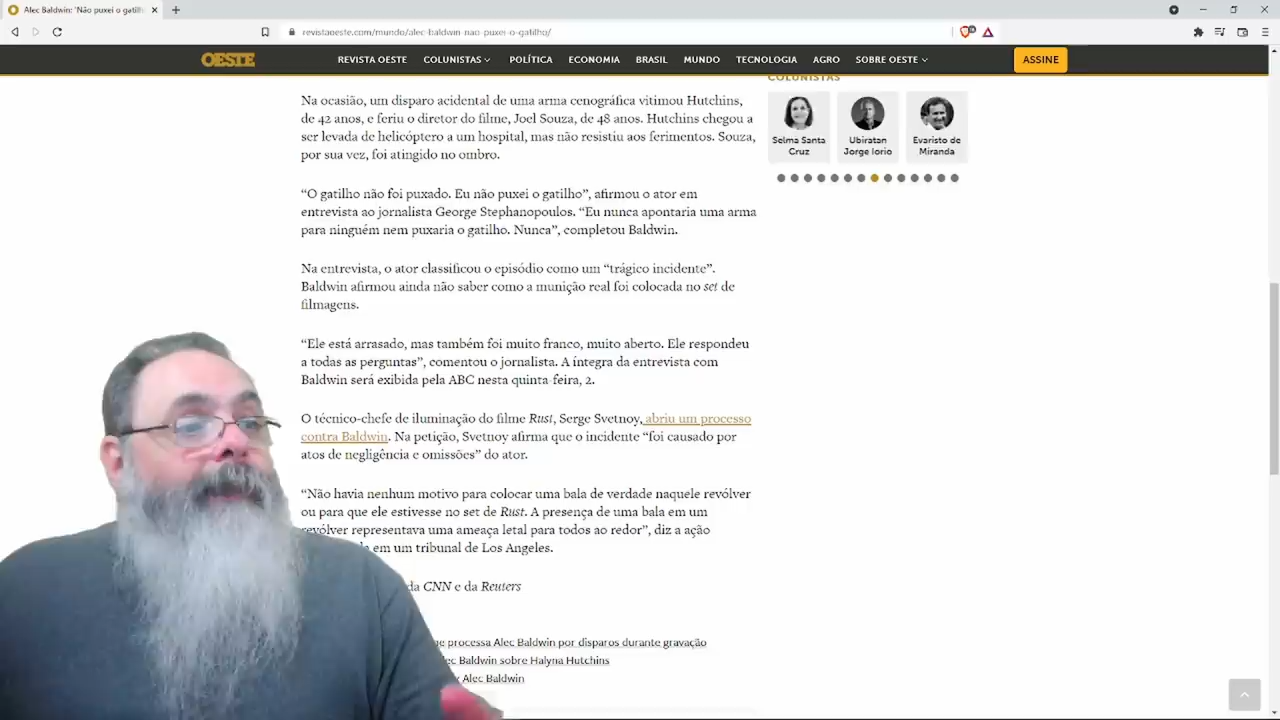 Alec Baldwin: 'Não puxei o gatilh
revistaoeste.com/mundo/alec-baldwin-nao-puxei-o-gatilho/
OESTE
REVISTA OESTE COLUNISTAS POLÍTICA ECONOMIA BRASIL MUNDO TECNOLOGIA AGRO SOBRE OESTE ASSINE
COLUNISTAS
Selma Santa
Cruz
Ubiratan
Jorge Iorio
Evaristo de
Miranda
Na ocasião, um disparo acidental de uma arma cenográfica vitimou Hutchins,
de 42 anos, e feriu o diretor do filme, Joel Souza, de 48 anos. Hutchins chegou a
ser levada de helicóptero a um hospital, mas não resistiu aos ferimentos. Souza,
por sua vez, foi atingido no ombro.
“O gatilho não foi puxado. Eu não puxei o gatilho”, afirmou o ator em
entrevista ao jornalista George Stephanopoulos. “Eu nunca apontaria uma arma
para ninguém nem puxaria o gatilho. Nunca”, completou Baldwin.
Na entrevista, o ator classificou o episódio como um “trágico incidente”.
Baldwin afirmou ainda não saber como a munição real foi colocada no set de
filmagens.
“Ele está arrasado, mas também foi muito franco, muito aberto. Ele respondeu
a todas as perguntas”, comentou o jornalista. A íntegra da entrevista com
Baldwin será exibida pela ABC nesta quinta-feira, 2.
O técnico-chefe de iluminação do filme Rust, Serge Svetnoy, abriu um processo
contra Baldwin. Na petição, Svetnoy afirma que o incidente “foi causado por
atos de negligência e omissões” do ator.
“Não havia nenhum motivo para colocar uma bala de verdade naquele revólver
ou para que ele estivesse no set de Rust. A presença de uma bala em um
revólver representava uma ameaça letal para todos ao redor”, diz a ação
em um tribunal de Los Angeles.
da CNN e da Reuters
processa Alec Baldwin por disparos durante gravação
Baldwin sobre Halyna Hutchins
Alec Baldwin